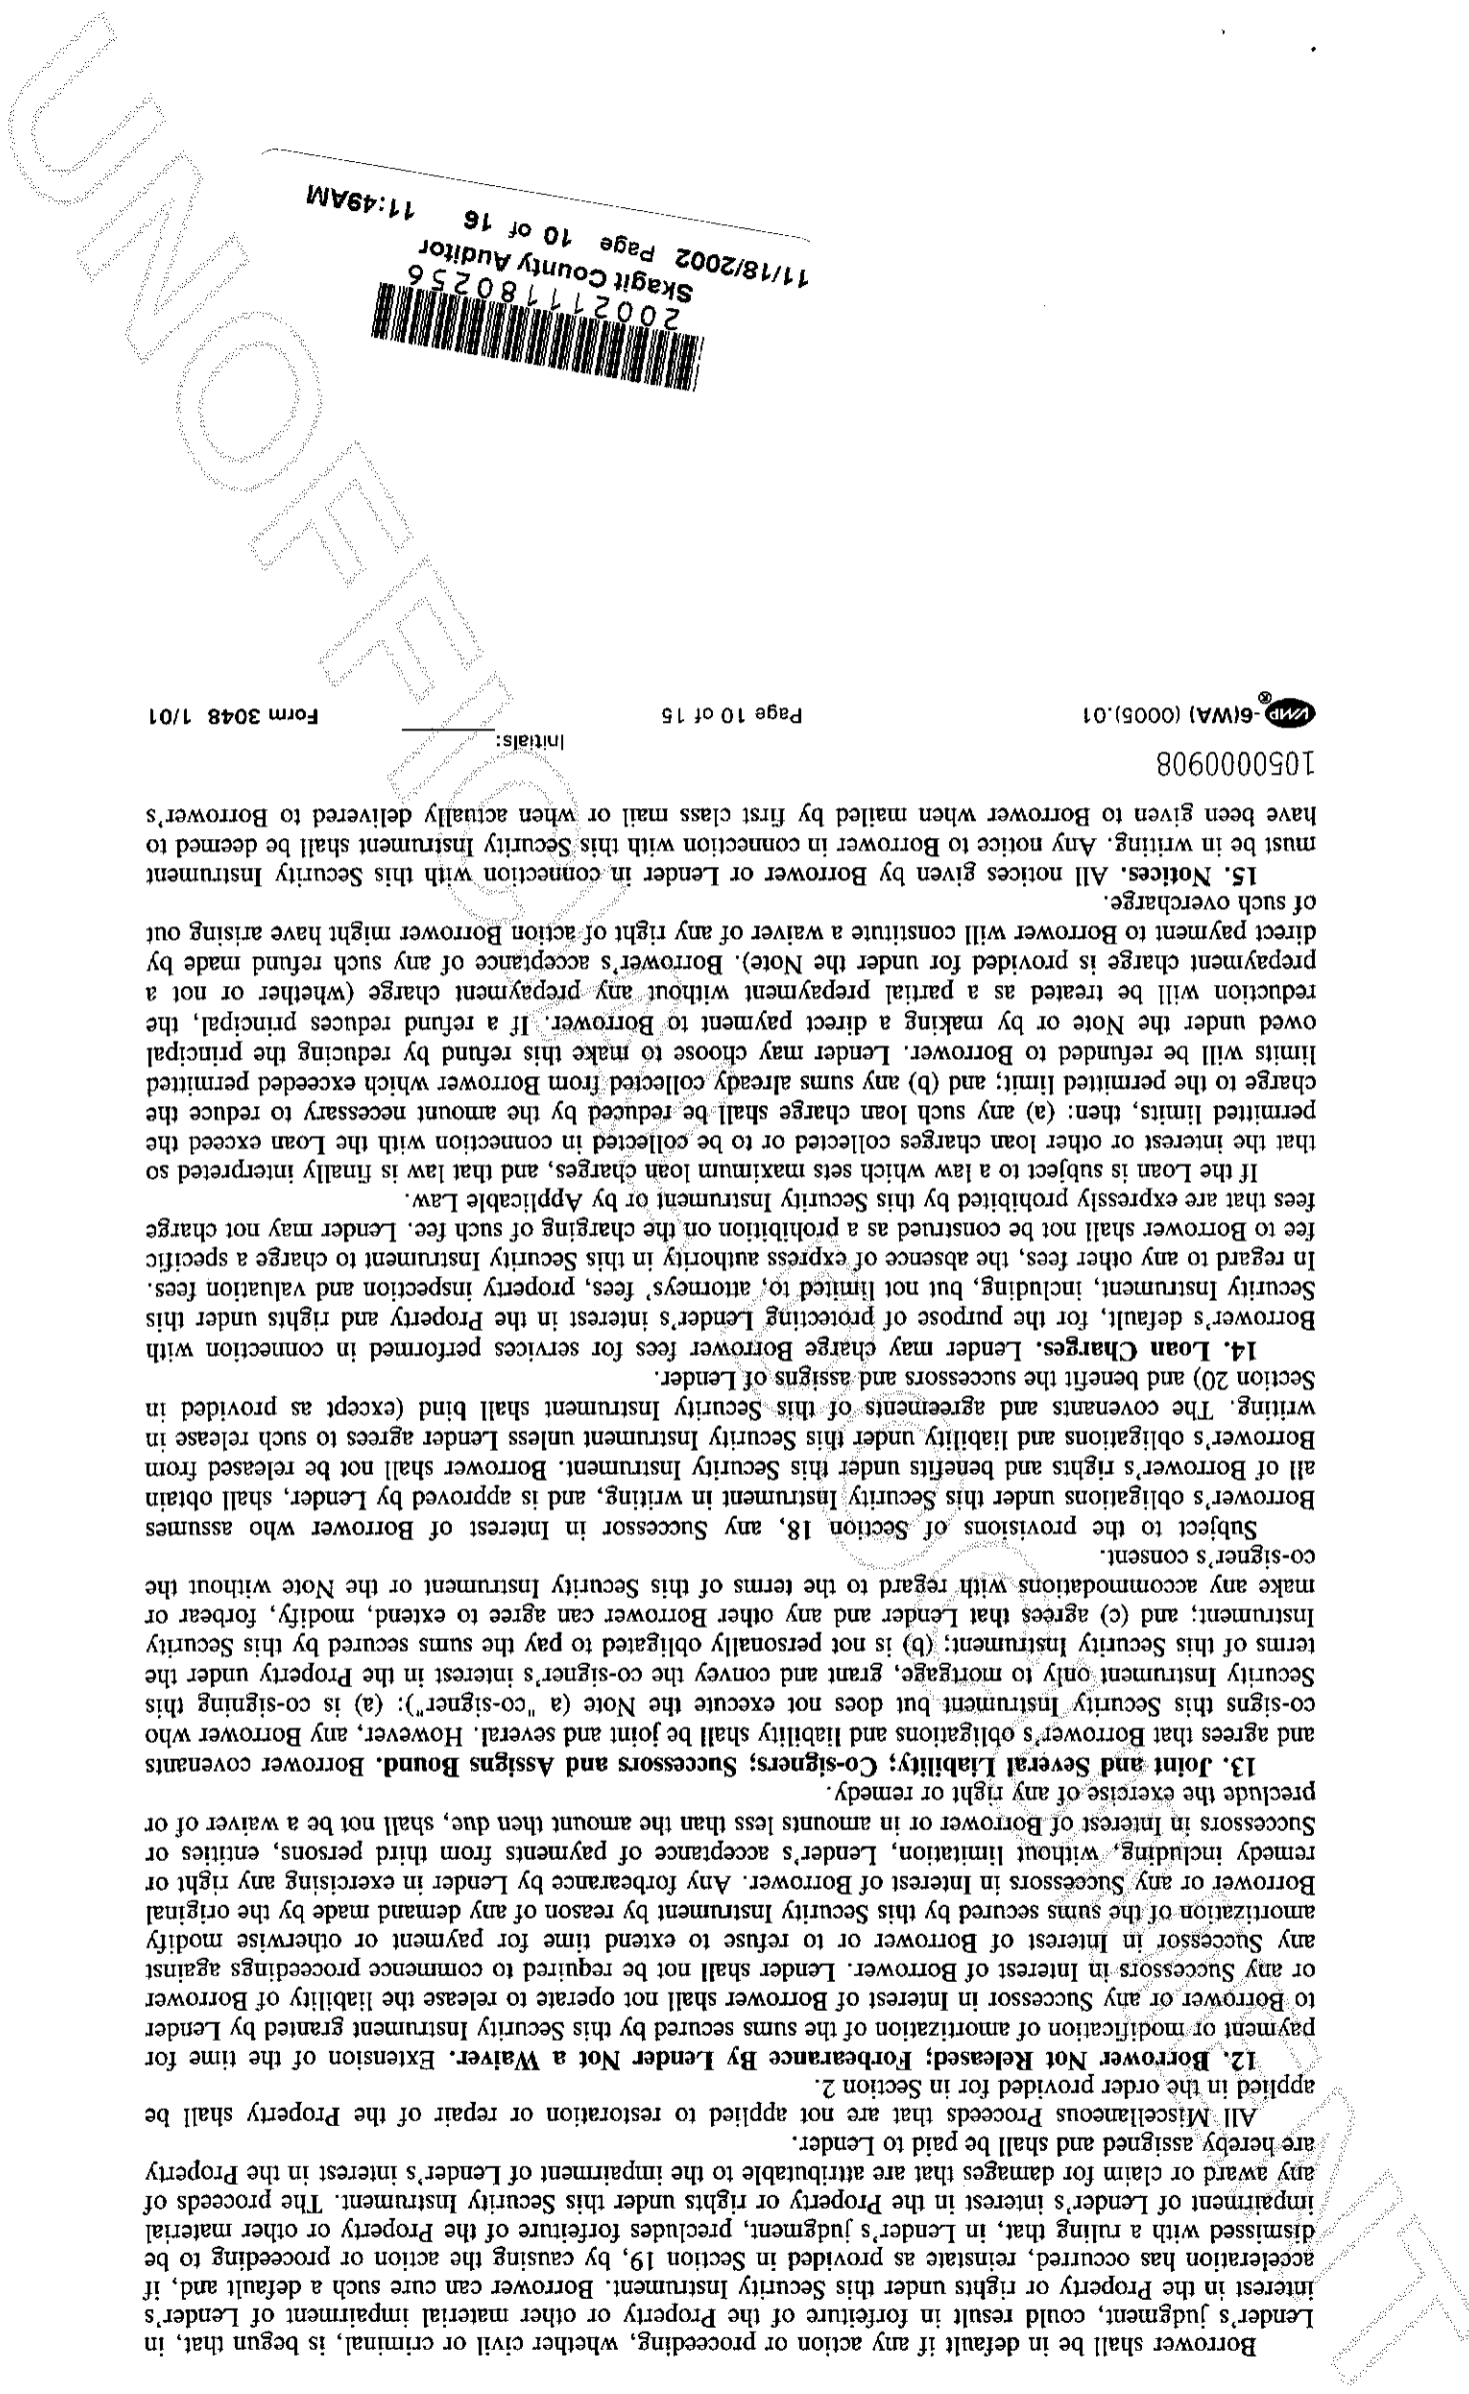 Borrower shall be in default if any action or proceeding, whether civil or criminal, is begun that, in
Lender's judgment, could result in forfeiture of the Property or other material impairment of Lender's
interest in the Property or rights under this Security Instrument. Borrower can cure such a default and, if
acceleration has occurred, reinstate as provided in Section 19, by causing the action or proceeding to be
dismissed with a ruling that, in Lender's judgment, precludes forfeiture of the Property or other material
impairment of Lender's interest in the Property or rights under this Security Instrument. The proceeds of
any award or claim for damages that are attributable to the impairment of Lender's interest in the Property
are hereby assigned and shall be paid to Lender.
All Miscellaneous Proceeds that are not applied to restoration or repair of the Property shall be
applied in the order provided for in Section 2.
12. Borrower Not Released; Forbearance By Lender Not a Waiver. Extension of the time for
payment or modification of amortization of the sums secured by this Security Instrument granted by Lender
to Borrower or any Successor in Interest of Borrower shall not operate to release the liability of Borrower
or any Successors in Interest of Borrower. Lender shall not be required to commence proceedings against
any Successor in Interest of Borrower or to refuse to extend time for payment or otherwise modify
amortization of the sums secured by this Security Instrument by reason of any demand made by the original
Borrower or any Successors in Interest of Borrower. Any forbearance by Lender in exercising any right or
remedy including, without limitation, Lender's acceptance of payments from third persons, entities or
Successors in Interest of Borrower or in amounts less than the amount then due, shall not be a waiver of or
preclude the exercise of any right or remedy.
13. Joint and Several Liability; Co-signers; Successors and Assigns Bound. Borrower covenants
and agrees that Borrower's obligations and liability shall be joint and several. However, any Borrower who
co-signs this Security Instrument but does not execute the Note (a "co-signer"): (a) is co-signing this
Security Instrument only to mortgage, grant and convey the co-signer's interest in the Property under the
terms of this Security Instrument; (b) is not personally obligated to pay the sums secured by this Security
Instrument; and (c) agrees that Lender and any other Borrower can agree to extend, modify, forbear or
make any accommodations with regard to the terms of this Security Instrument or the Note without the
co-signer's consent.
Subject to the provisions of Section 18, any Successor in Interest of Borrower who assumes
Borrower's obligations under this Security Instrument in writing, and is approved by Lender, shall obtain
all of Borrower's rights and benefits under this Security Instrument. Borrower shall not be released from
Borrower's obligations and liability under this Security Instrument unless Lender agrees to such release in
writing. The covenants and agreements of this Security Instrument shall bind (except as provided in
Section 20) and benefit the successors and assigns of Lender.
14. Loan Charges. Lender may charge Borrower fees for services performed in connection with
Borrower's default, for the purpose of protecting Lender's interest in the Property and rights under this
Security Instrument, including, but not limited to, attorneys' fees, property inspection and valuation fees.
In regard to any other fees, the absence of express authority in this Security Instrument to charge a specific
fee to Borrower shall not be construed as a prohibition on the charging of such fee. Lender may not charge
fees that are expressly prohibited by this Security Instrument or by Applicable Law.
If the Loan is subject to a law which sets maximum loan charges, and that law is finally interpreted so
that the interest or other loan charges collected or to be collected in connection with the Loan exceed the
permitted limits, then: (a) any such loan charge shall be reduced by the amount necessary to reduce the
charge to the permitted limit; and (b) any sums already collected from Borrower which exceeded permitted
limits will be refunded to Borrower. Lender may choose to make this refund by reducing the principal
owed under the Note or by making a direct payment to Borrower. If a refund reduces principal, the
reduction will be treated as a partial prepayment without any prepayment charge (whether or not a
prepayment charge is provided for under the Note). Borrower's acceptance of any such refund made by
direct payment to Borrower will constitute a waiver of any right of action Borrower might have arising out
of such overcharge.
15. Notices. All notices given by Borrower or Lender in connection with this Security Instrument
must be in writing. Any notice to Borrower in connection with this Security Instrument shall be deemed to
have been given to Borrower when mailed by first class mail or when actually delivered to Borrower's
1050000908
Initials:
VMP® -6(WA) (0005).01 Page 10 of 15 Form 3048 1/01
200211180256
Skagit County Auditor
11/18/2002 Page 10 of 16 11:49AM
UNOFFICIAL DOCUMENT